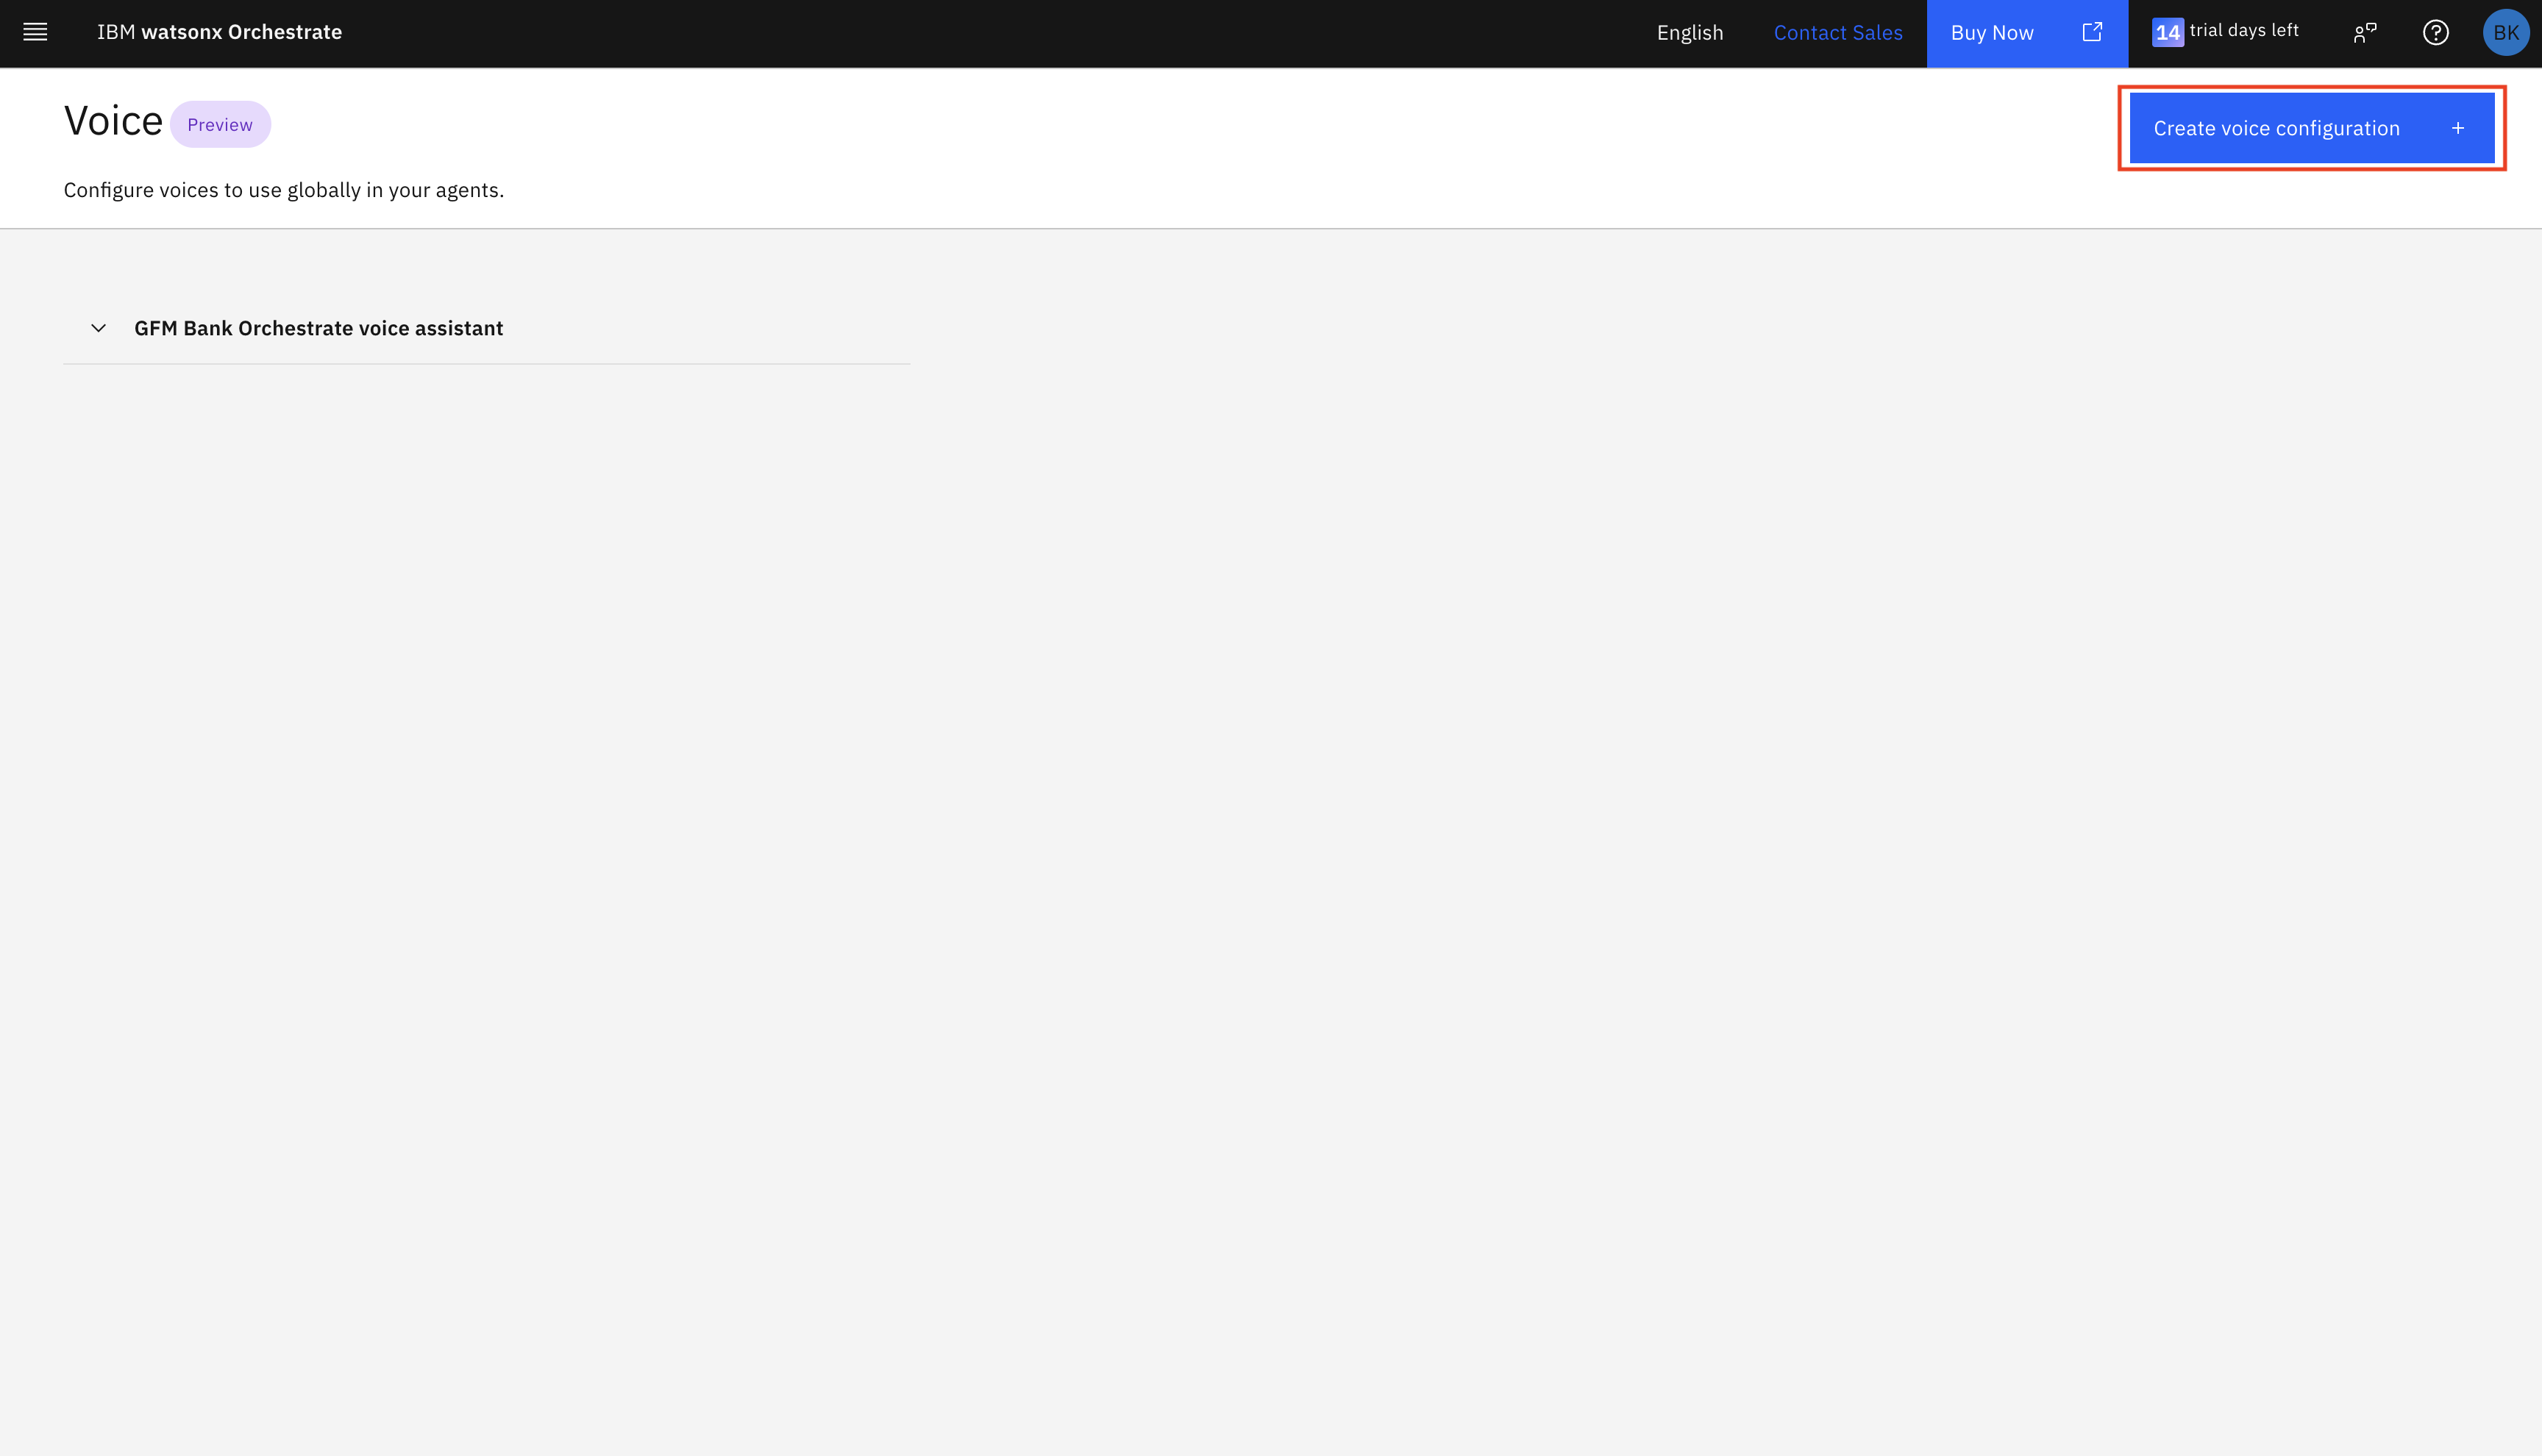 IBM watsonx Orchestrate
English
Contact Sales
Buy Now
14 trial days left
BK
Voice Preview
Create voice configuration +
Configure voices to use globally in your agents.
GFM Bank Orchestrate voice assistant